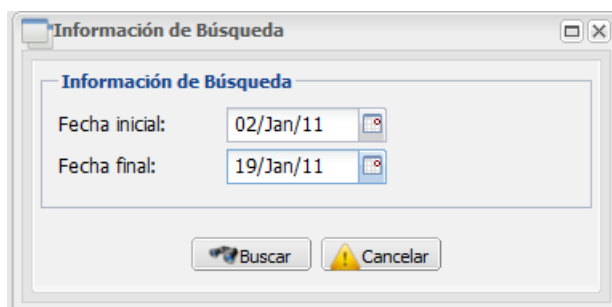 Información de Búsqueda
Información de Búsqueda
Fecha inicial: 02/Jan/11
Fecha final: 19/Jan/11
Buscar Cancelar